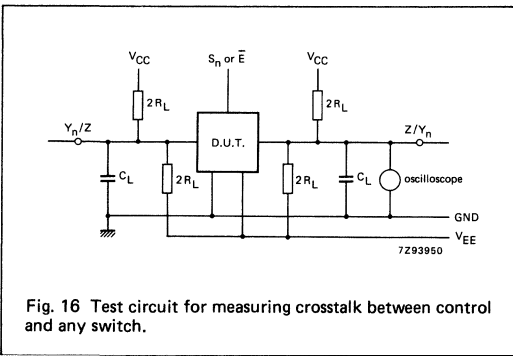 V_CC S_n or E̅ V_CC
2R_L 2R_L
Y_n/Z Z/Y_n
D.U.T.
C_L 2R_L 2R_L C_L oscilloscope
GND
V_EE
7Z93950
Fig. 16 Test circuit for measuring crosstalk between control
and any switch.